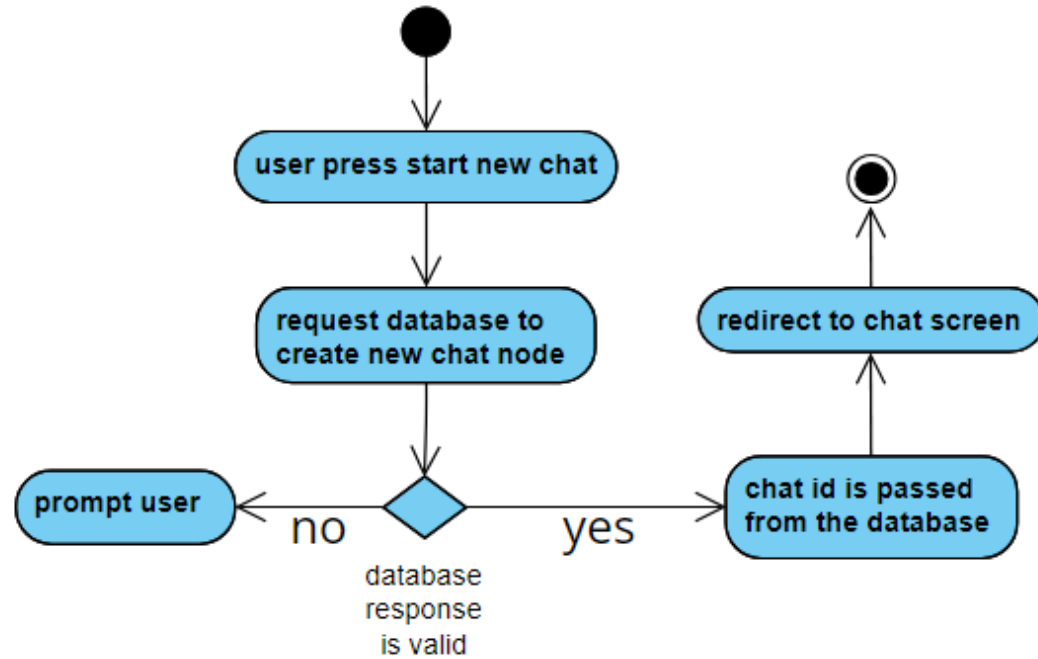 user press start new chat
request database to
create new chat node
redirect to chat screen
prompt user
no
yes
chat id is passed
from the database
database
response
is valid